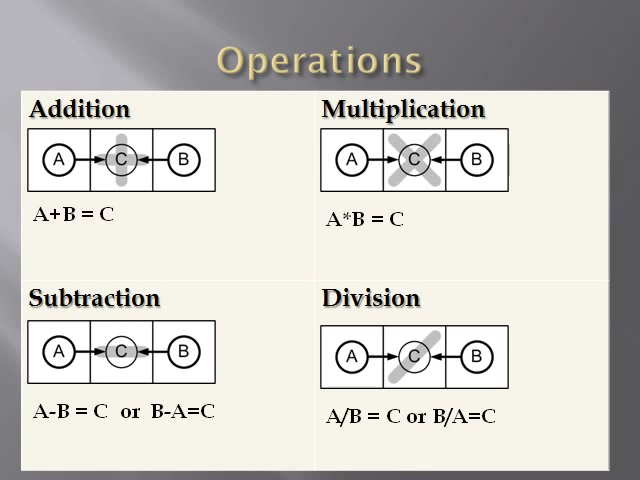 Operations
Addition
A C B
A+B = C
Multiplication
A C B
A*B = C
Subtraction
A C B
A-B = C or B-A=C
Division
A C B
A/B = C or B/A=C